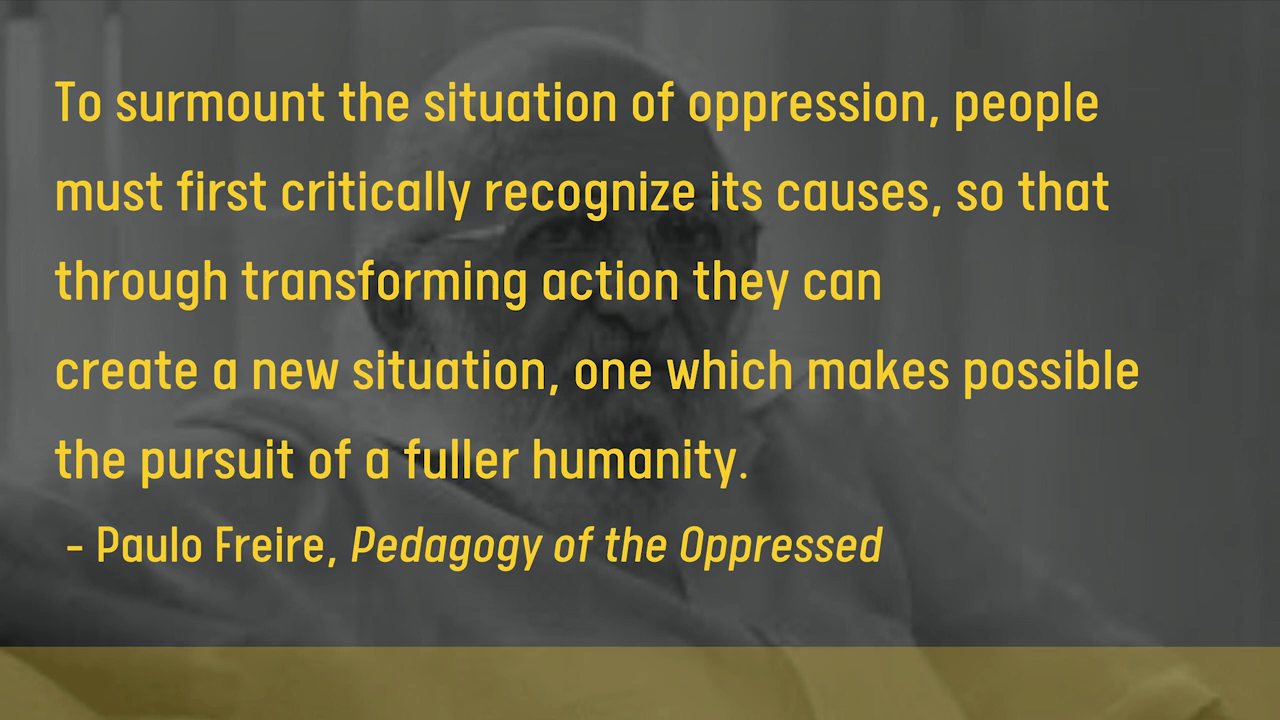 To surmount the situation of oppression, people
must first critically recognize its causes, so that
through transforming action they can
create a new situation, one which makes possible
the pursuit of a fuller humanity.
- Paulo Freire, Pedagogy of the Oppressed